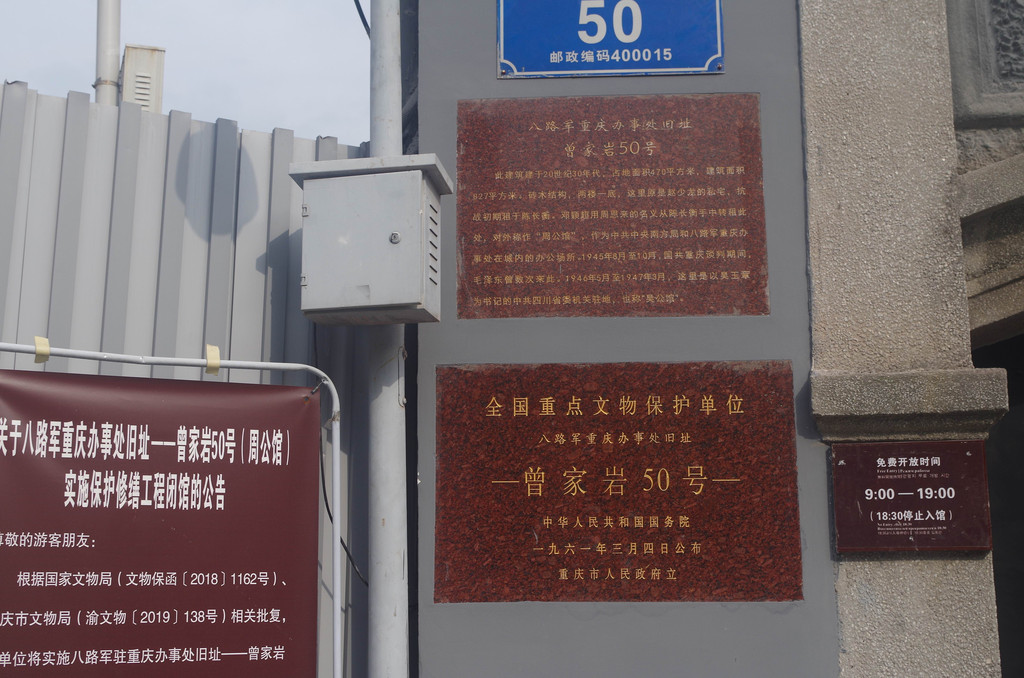 50
邮政编码400015
八路军重庆办事处旧址
曾家岩50号
此建筑建于20世纪30年代，占地面积470平方米，建筑面积
927平方米，砖木结构，两楼一底。这里原是赵少龙的私宅，抗
战初期租于陈长蘅。邓颖超用周恩来的名义从陈长衡手中转租此
处，对外称作“周公馆”，作为中共中央南方局和八路军重庆办
事处在城内的办公场所。1945年8月至10月，国共重庆谈判期间，
毛泽东曾数次来此。1946年5月至1947年3月，这里是以吴玉章
为书记的中共四川省委机关驻地，也称“吴公馆”。
全国重点文物保护单位
八路军重庆办事处旧址
—曾家岩50号—
中华人民共和国国务院
一九六一年三月四日公布
重庆市人民政府立
免费开放时间
9:00 — 19:00
（18:30停止入馆）
关于八路军重庆办事处旧址——曾家岩50号（周公馆）
实施保护修缮工程闭馆的公告
尊敬的游客朋友：
根据国家文物局（文物保函〔2018〕1162号）、
庆市文物局（渝文物〔2019〕138号）相关批复，
单位将实施八路军驻重庆办事处旧址——曾家岩